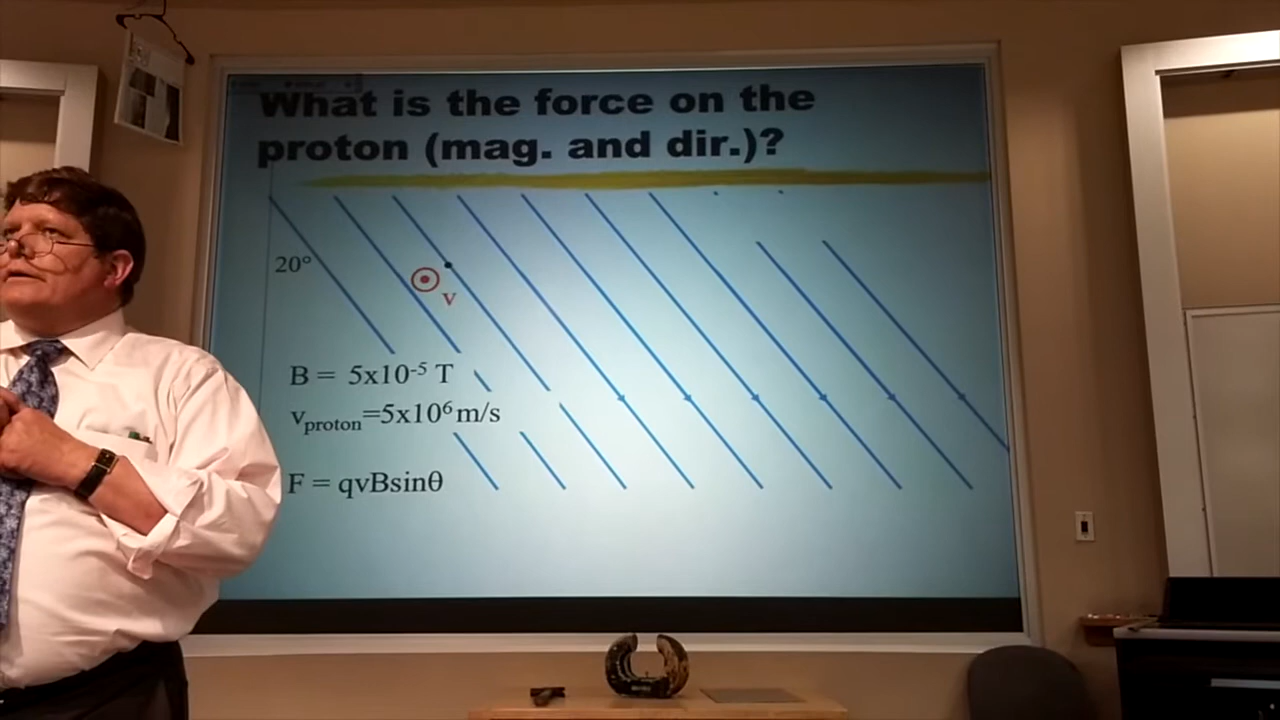 What is the force on the
proton (mag. and dir.)?
20°
v
B = 5x10⁻⁵ T
vₚᵣₒₜₒₙ=5x10⁶ m/s
F = qvBsinθ